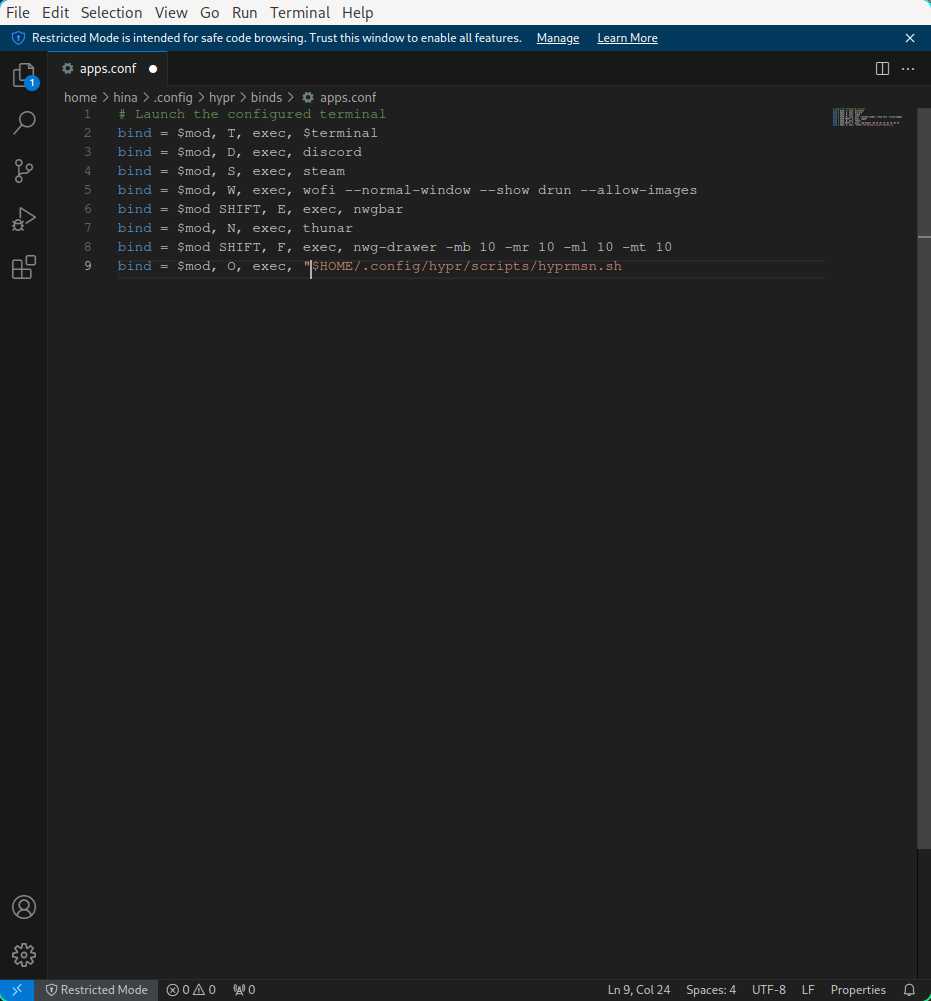 File Edit Selection View Go Run Terminal Help
Restricted Mode is intended for safe code browsing. Trust this window to enable all features. Manage Learn More
1
apps.conf
home > hina > .config > hypr > binds > apps.conf
1 # Launch the configured terminal
2 bind = $mod, T, exec, $terminal
3 bind = $mod, D, exec, discord
4 bind = $mod, S, exec, steam
5 bind = $mod, W, exec, wofi --normal-window --show drun --allow-images
6 bind = $mod SHIFT, E, exec, nwgbar
7 bind = $mod, N, exec, thunar
8 bind = $mod SHIFT, F, exec, nwg-drawer -mb 10 -mr 10 -ml 10 -mt 10
9 bind = $mod, O, exec, "$HOME/.config/hypr/scripts/hyprmsn.sh
Restricted Mode 0 0 0 Ln 9, Col 24 Spaces: 4 UTF-8 LF Properties